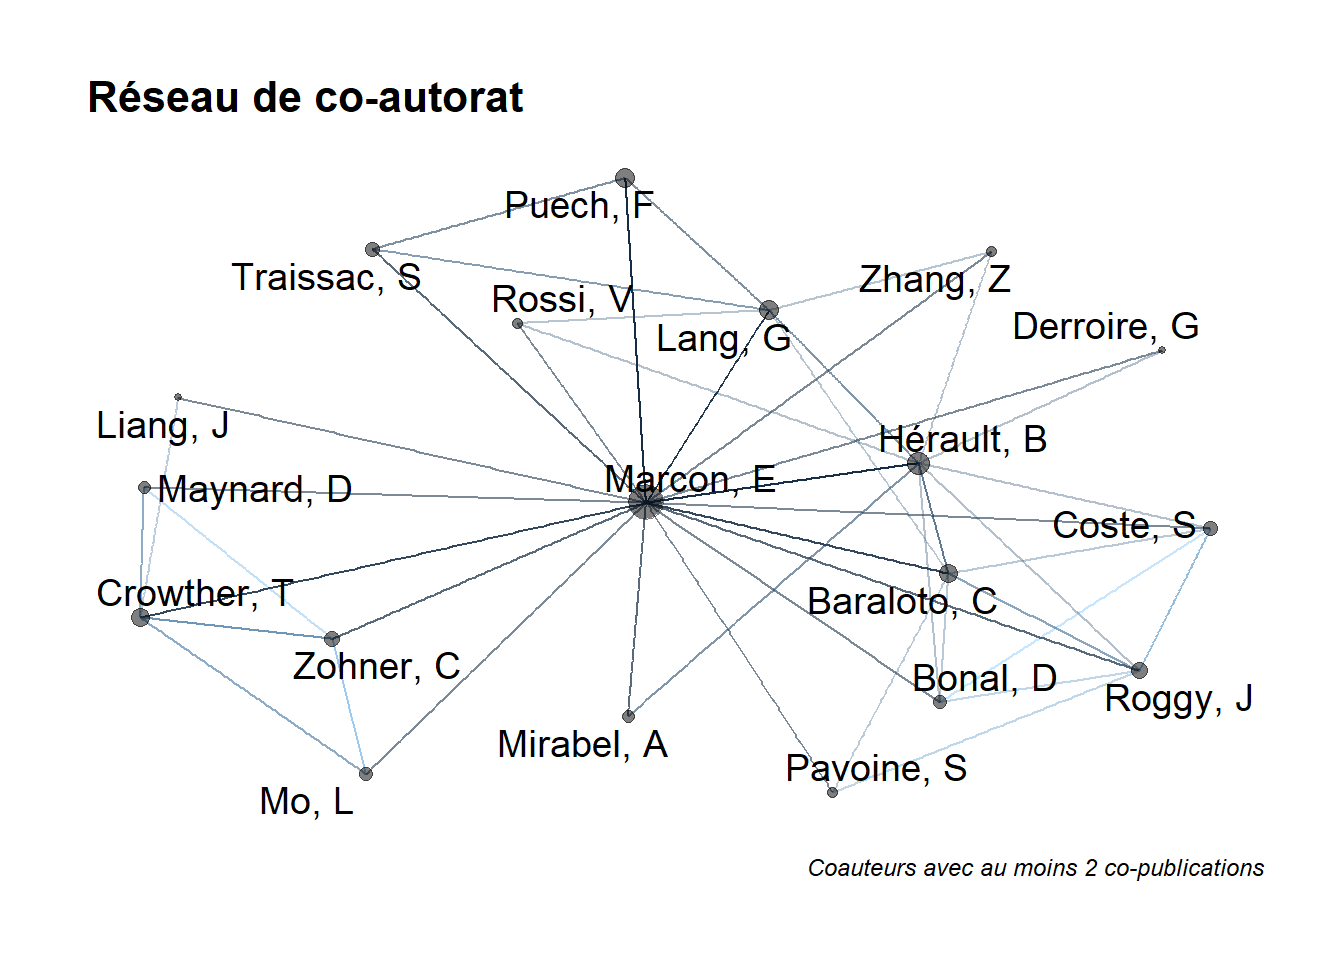 Réseau de co-autorat
Puech, F
Traissac, S
Rossi, V
Zhang, Z
Lang, G
Derroire, G
Liang, J
Hérault, B
Maynard, D
Marcon, E
Coste, S
Crowther, T
Baraloto, C
Zohner, C
Bonal, D
Roggy, J
Mirabel, A
Pavoine, S
Mo, L
Coauteurs avec au moins 2 co-publications